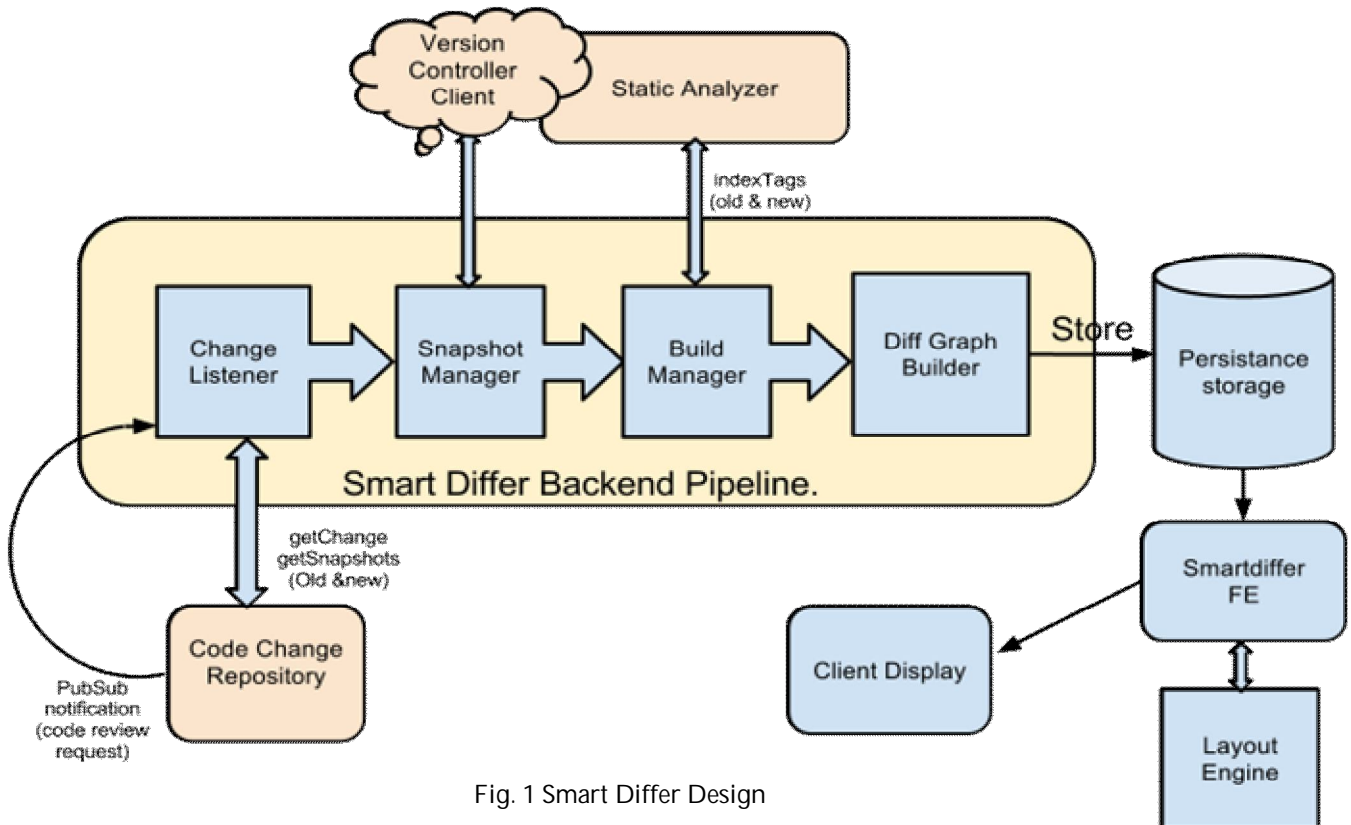 Version
Controller
Client
Static Analyzer
indexTags
(old & new)
Change
Listener
Snapshot
Manager
Build
Manager
Diff Graph
Builder
Store
Persistance
storage
Smart Differ Backend Pipeline.
getChange
getSnapshots
(Old &new)
Smartdiffer
FE
Code Change
Repository
Client Display
PubSub
notification
(code review
request)
Layout
Engine
Fig. 1 Smart Differ Design